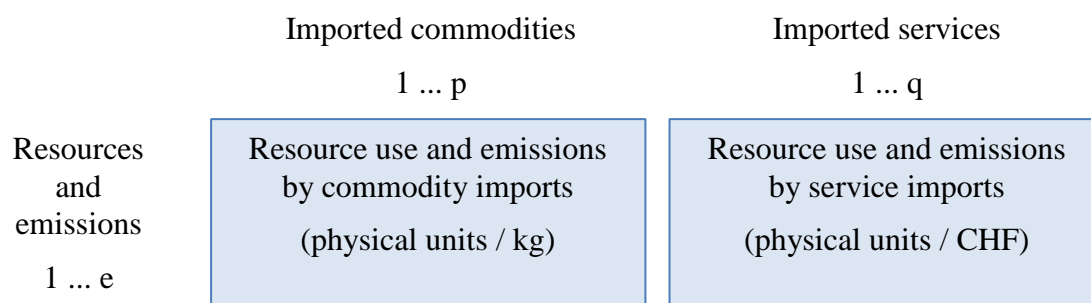 Imported commodities
1 ... p
Imported services
1 ... q
Resources
and
emissions
1 ... e
Resource use and emissions
by commodity imports
(physical units / kg)
Resource use and emissions
by service imports
(physical units / CHF)